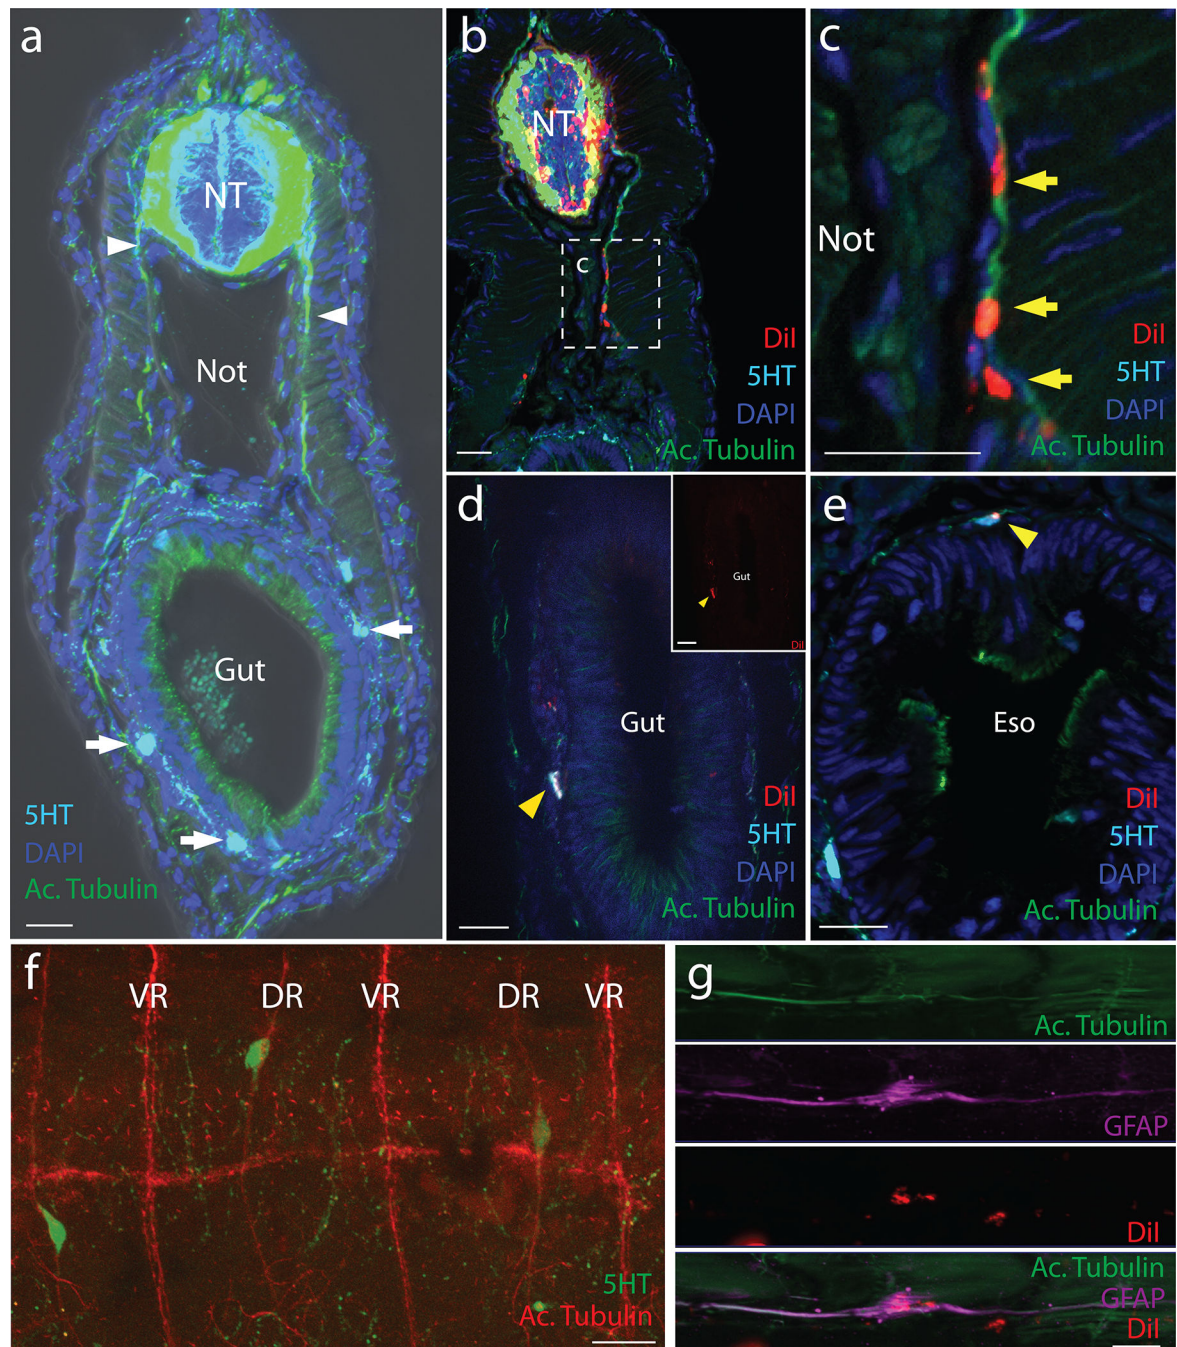 a
NT
Not
Gut
5HT
DAPI
Ac. Tubulin
b
NT
c
DiI
5HT
DAPI
Ac. Tubulin
c
Not
DiI
5HT
DAPI
Ac. Tubulin
d
Gut
DiI
Gut
DiI
5HT
DAPI
Ac. Tubulin
e
Eso
DiI
5HT
DAPI
Ac. Tubulin
f
VR DR VR DR VR
5HT
Ac. Tubulin
g
Ac. Tubulin
GFAP
DiI
Ac. Tubulin
GFAP
DiI